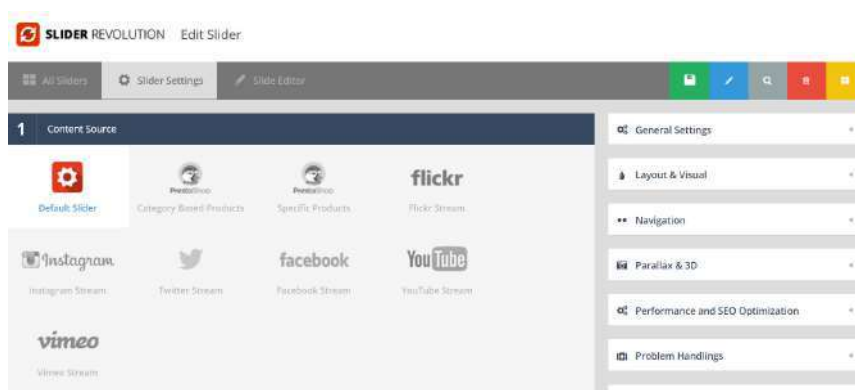 SLIDER REVOLUTION Edit Slider
All Sliders Slider Settings Slide Editor
1 Content Source
General Settings
PrestaShop
PrestaShop
flickr
Layout & Visual
Default Slider Category Based Products Specific Products Flickr Stream
Navigation
Instagram
facebook
YouTube
Parallax & 3D
Instagram Stream Twitter Stream Facebook Stream YouTube Stream
Performance and SEO Optimization
vimeo
Problem Handlings
Vimeo Stream